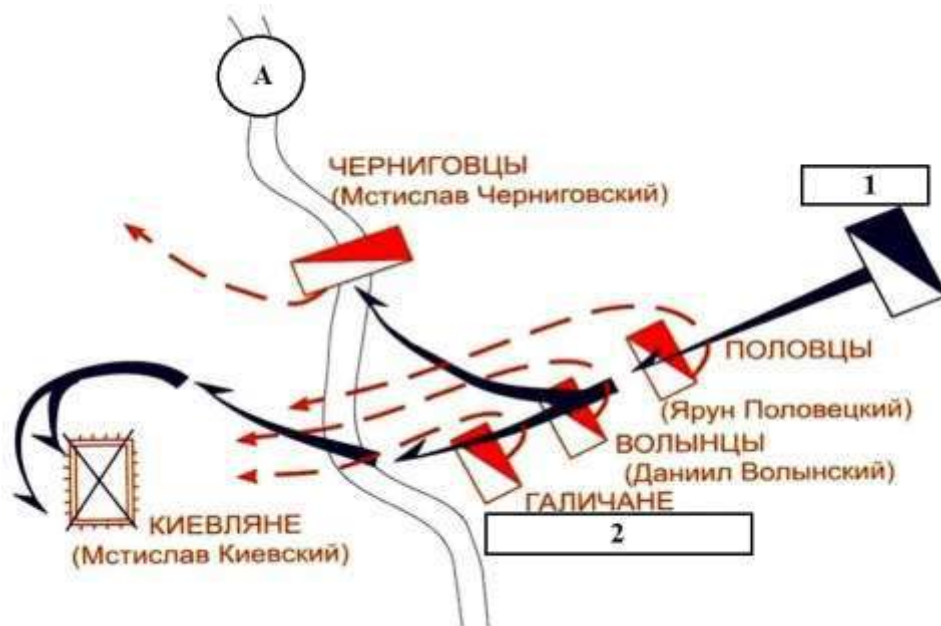 А
ЧЕРНИГОВЦЫ
(Мстислав Черниговский)
1
ПОЛОВЦЫ
(Ярун Половецкий)
ВОЛЫНЦЫ
(Даниил Волынский)
ГАЛИЧАНЕ
2
КИЕВЛЯНЕ
(Мстислав Киевский)